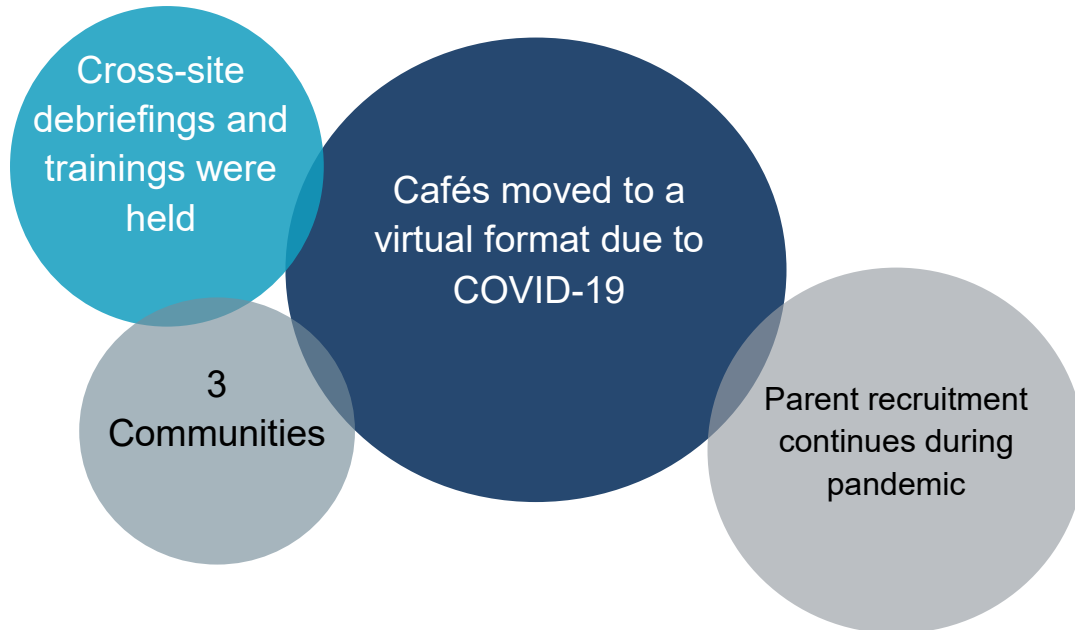 Cross-site
debriefings and
trainings were
held
Cafés moved to a
virtual format due to
COVID-19
3
Communities
Parent recruitment
continues during
pandemic